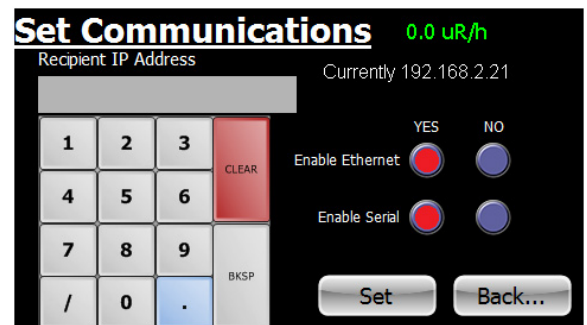 Set Communications 0.0 uR/h
Recipient IP Address
Currently 192.168.2.21
YES NO
1 2 3
CLEAR
Enable Ethernet
4 5 6
Enable Serial
7 8 9
BKSP
/ 0 .
Set Back...